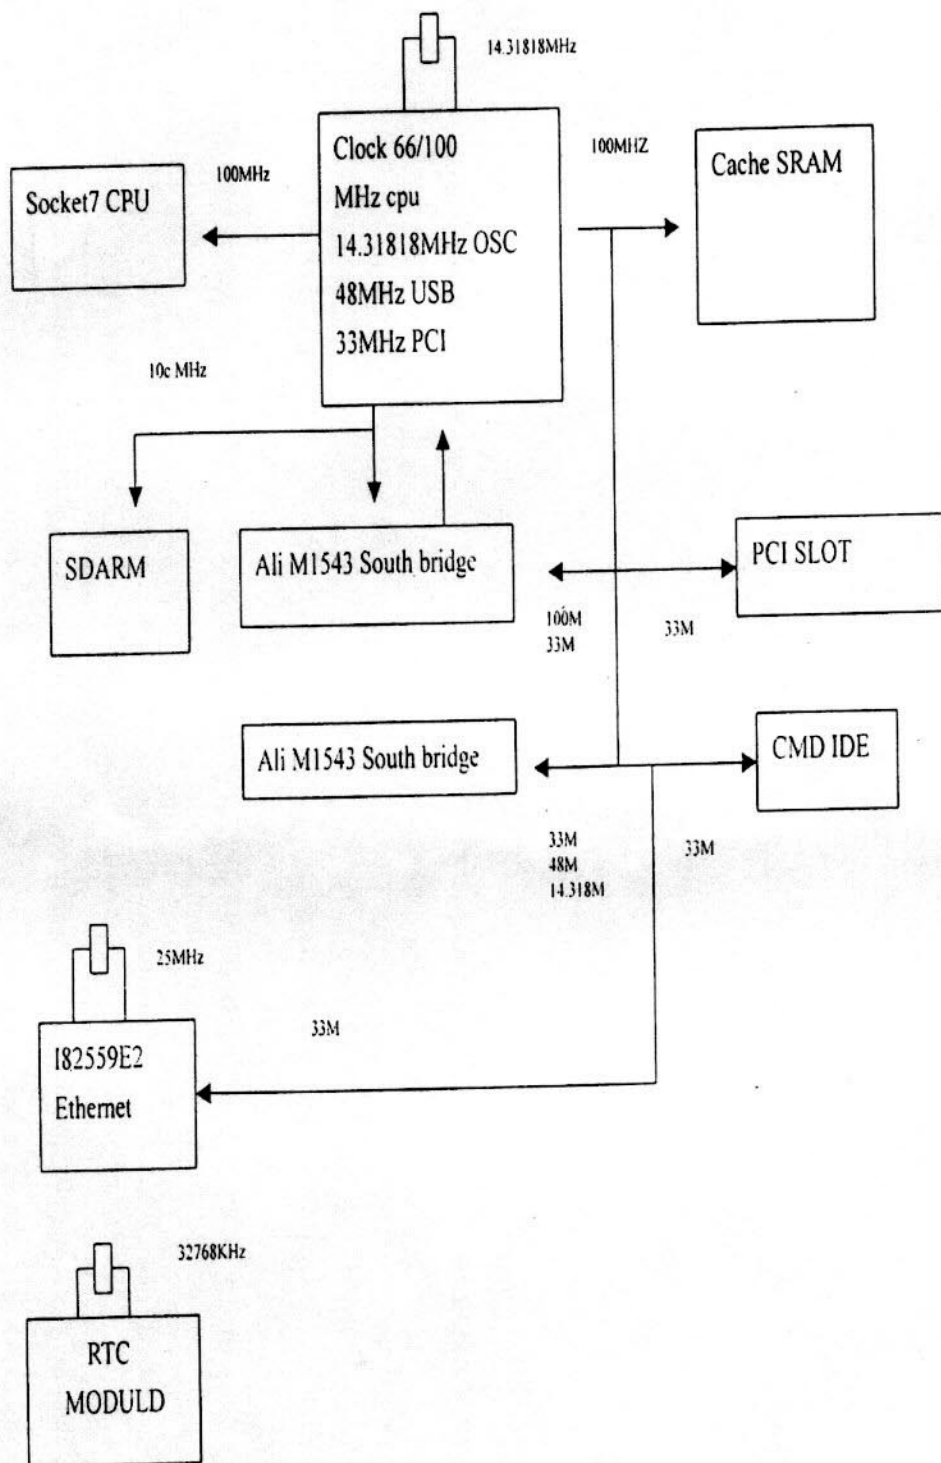 14.31818MHz
Clock 66/100
MHz cpu
14.31818MHz OSC
48MHz USB
33MHz PCI
100MHZ
Cache SRAM
100MHz
Socket7 CPU
10c MHz
SDARM
Ali M1543 South bridge
PCI SLOT
100M
33M
33M
Ali M1543 South bridge
CMD IDE
33M
48M
14.318M
33M
25MHz
33M
I82559E2
Ethernet
32768KHz
RTC
MODULD